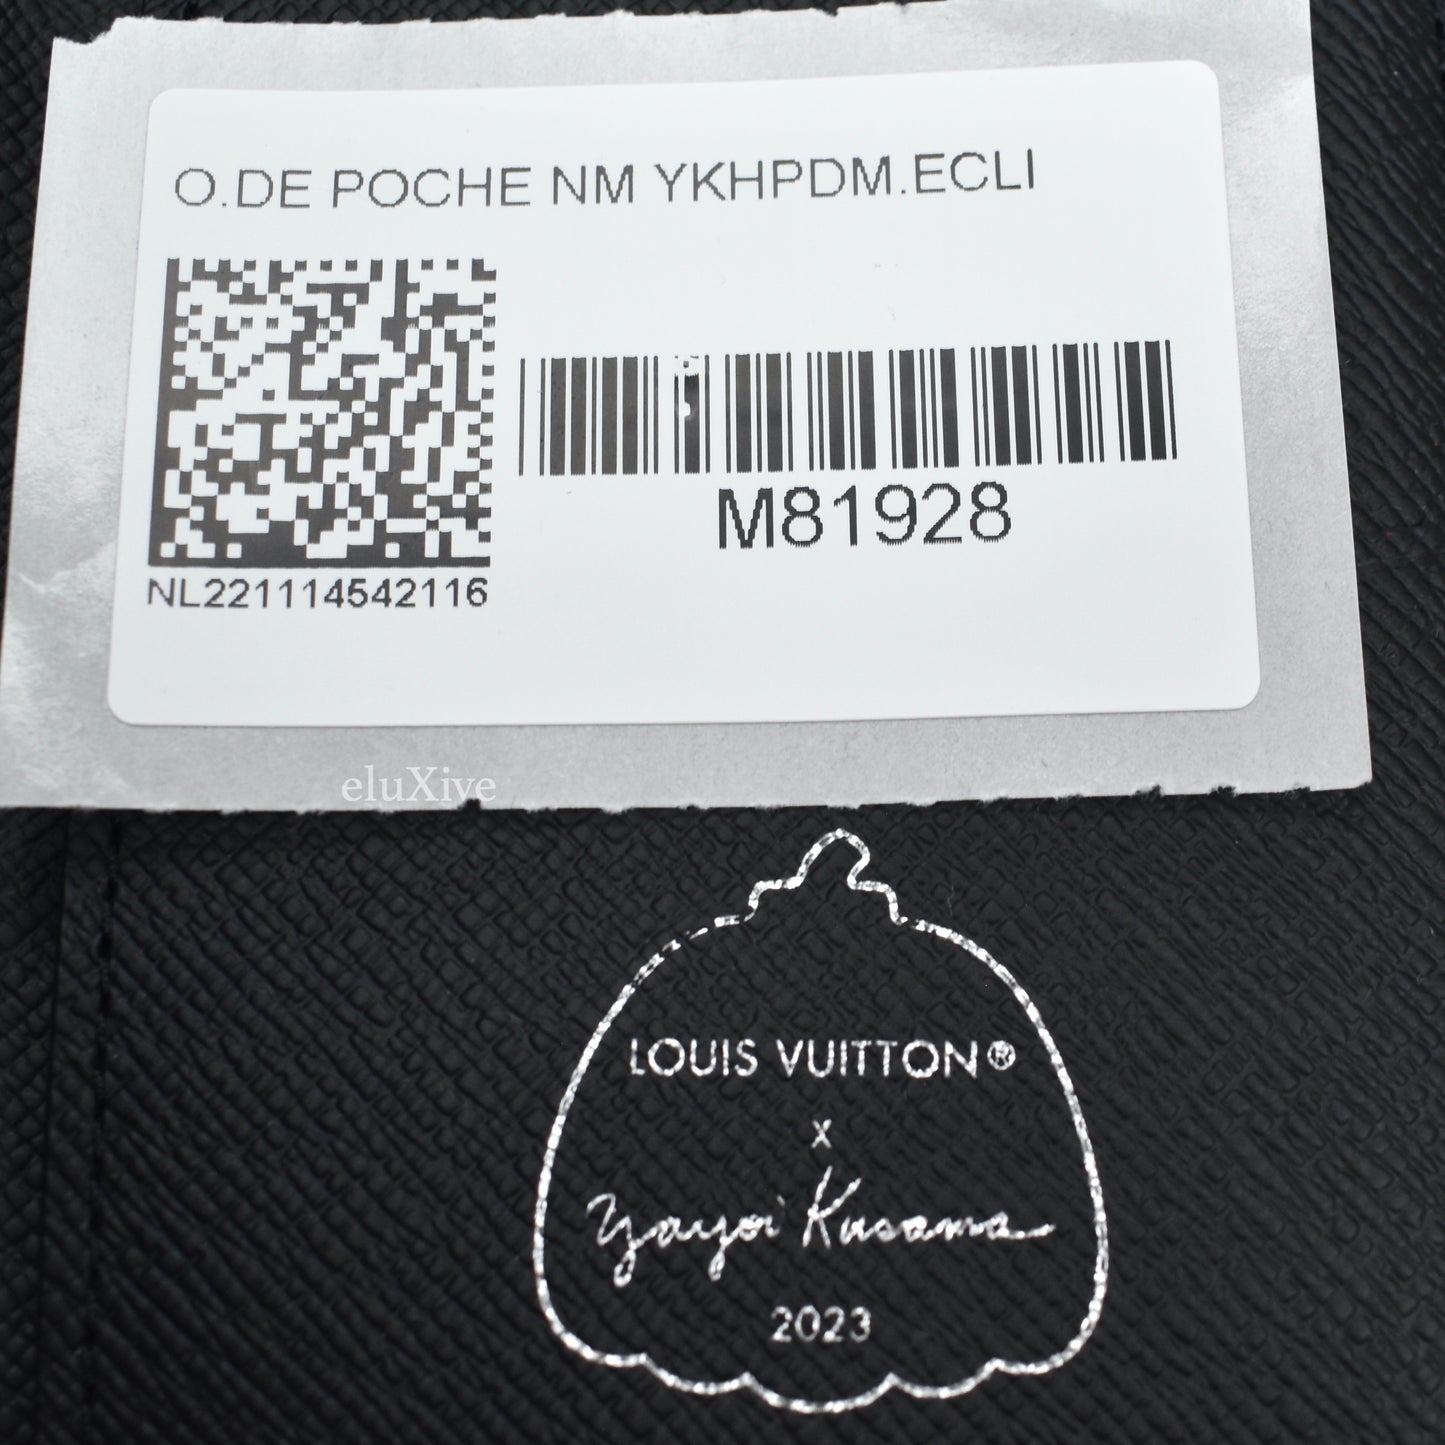 O.DE POCHE NM YKHPDM.ECLI
M81928
NL221114542116
eluXive
LOUIS VUITTON®
x
Yayoi Kusama
2023